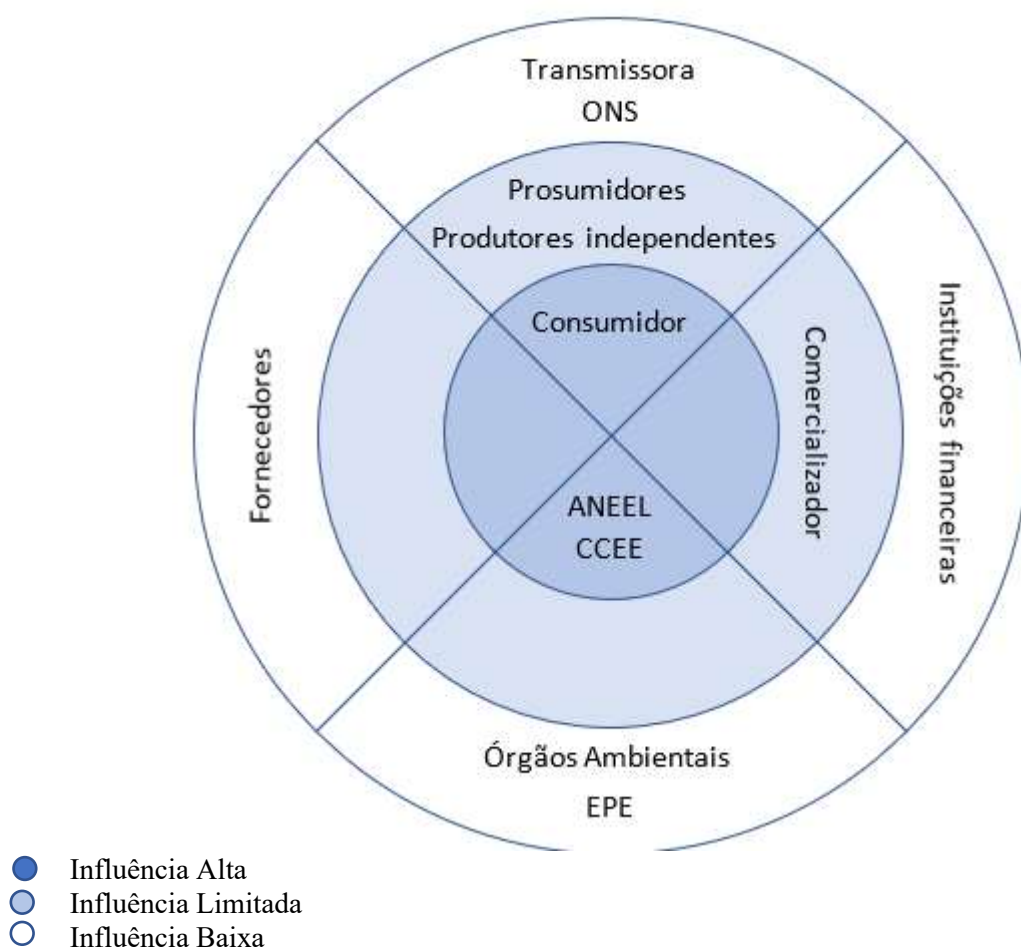 Transmissora
ONS
Prosumidores
Produtores independentes
Consumidor
Fornecedores
Comercializador
Instituições financeiras
ANEEL
CCEE
Órgãos Ambientais
EPE
Influência Alta
Influência Limitada
Influência Baixa